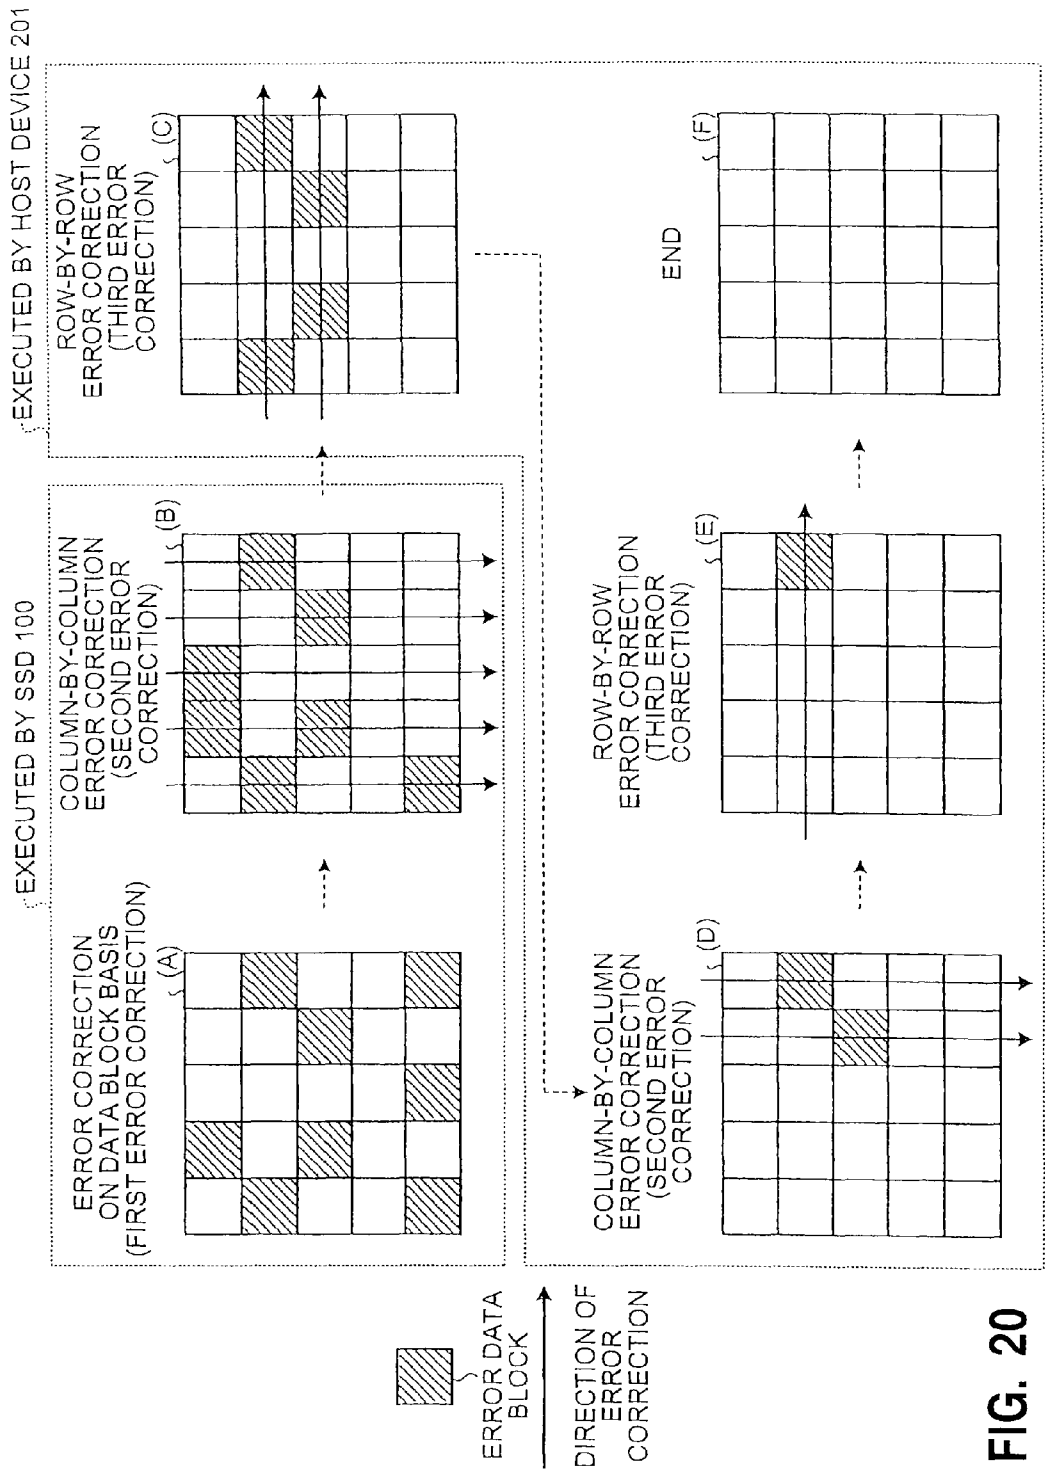 EXECUTED BY SSD 100
EXECUTED BY HOST DEVICE 201
ERROR CORRECTION
ON DATA BLOCK BASIS
(FIRST ERROR CORRECTION)
(A)
COLUMN-BY-COLUMN
ERROR CORRECTION
(SECOND ERROR
CORRECTION)
(B)
ROW-BY-ROW
ERROR CORRECTION
(THIRD ERROR
CORRECTION)
(C)
ERROR DATA
BLOCK
DIRECTION OF
ERROR
CORRECTION
COLUMN-BY-COLUMN
ERROR CORRECTION
(SECOND ERROR
CORRECTION)
(D)
ROW-BY-ROW
ERROR CORRECTION
(THIRD ERROR
CORRECTION)
(E)
END
(F)
FIG. 20